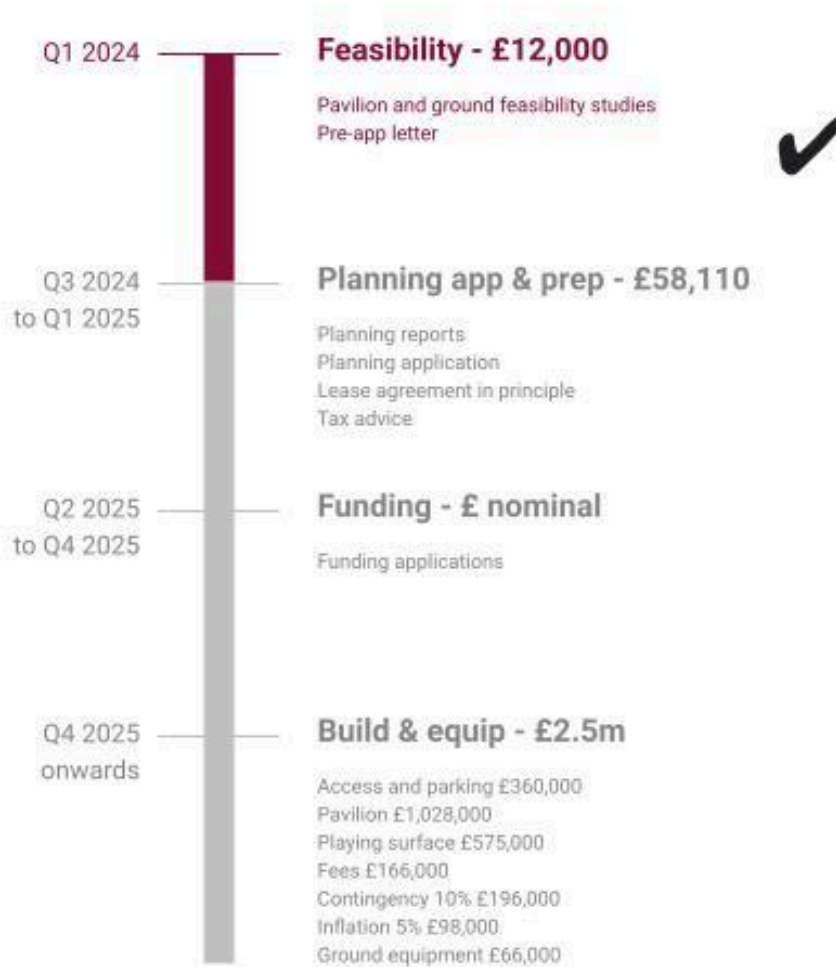 Q1 2024
Feasibility - £12,000
Pavilion and ground feasibility studies
Pre-app letter
Q3 2024
to Q1 2025
Planning app & prep - £58,110
Planning reports
Planning application
Lease agreement in principle
Tax advice
Q2 2025
to Q4 2025
Funding - £ nominal
Funding applications
Q4 2025
onwards
Build & equip - £2.5m
Access and parking £360,000
Pavilion £1,028,000
Playing surface £575,000
Fees £166,000
Contingency 10% £196,000
Inflation 5% £98,000
Ground equipment £66,000